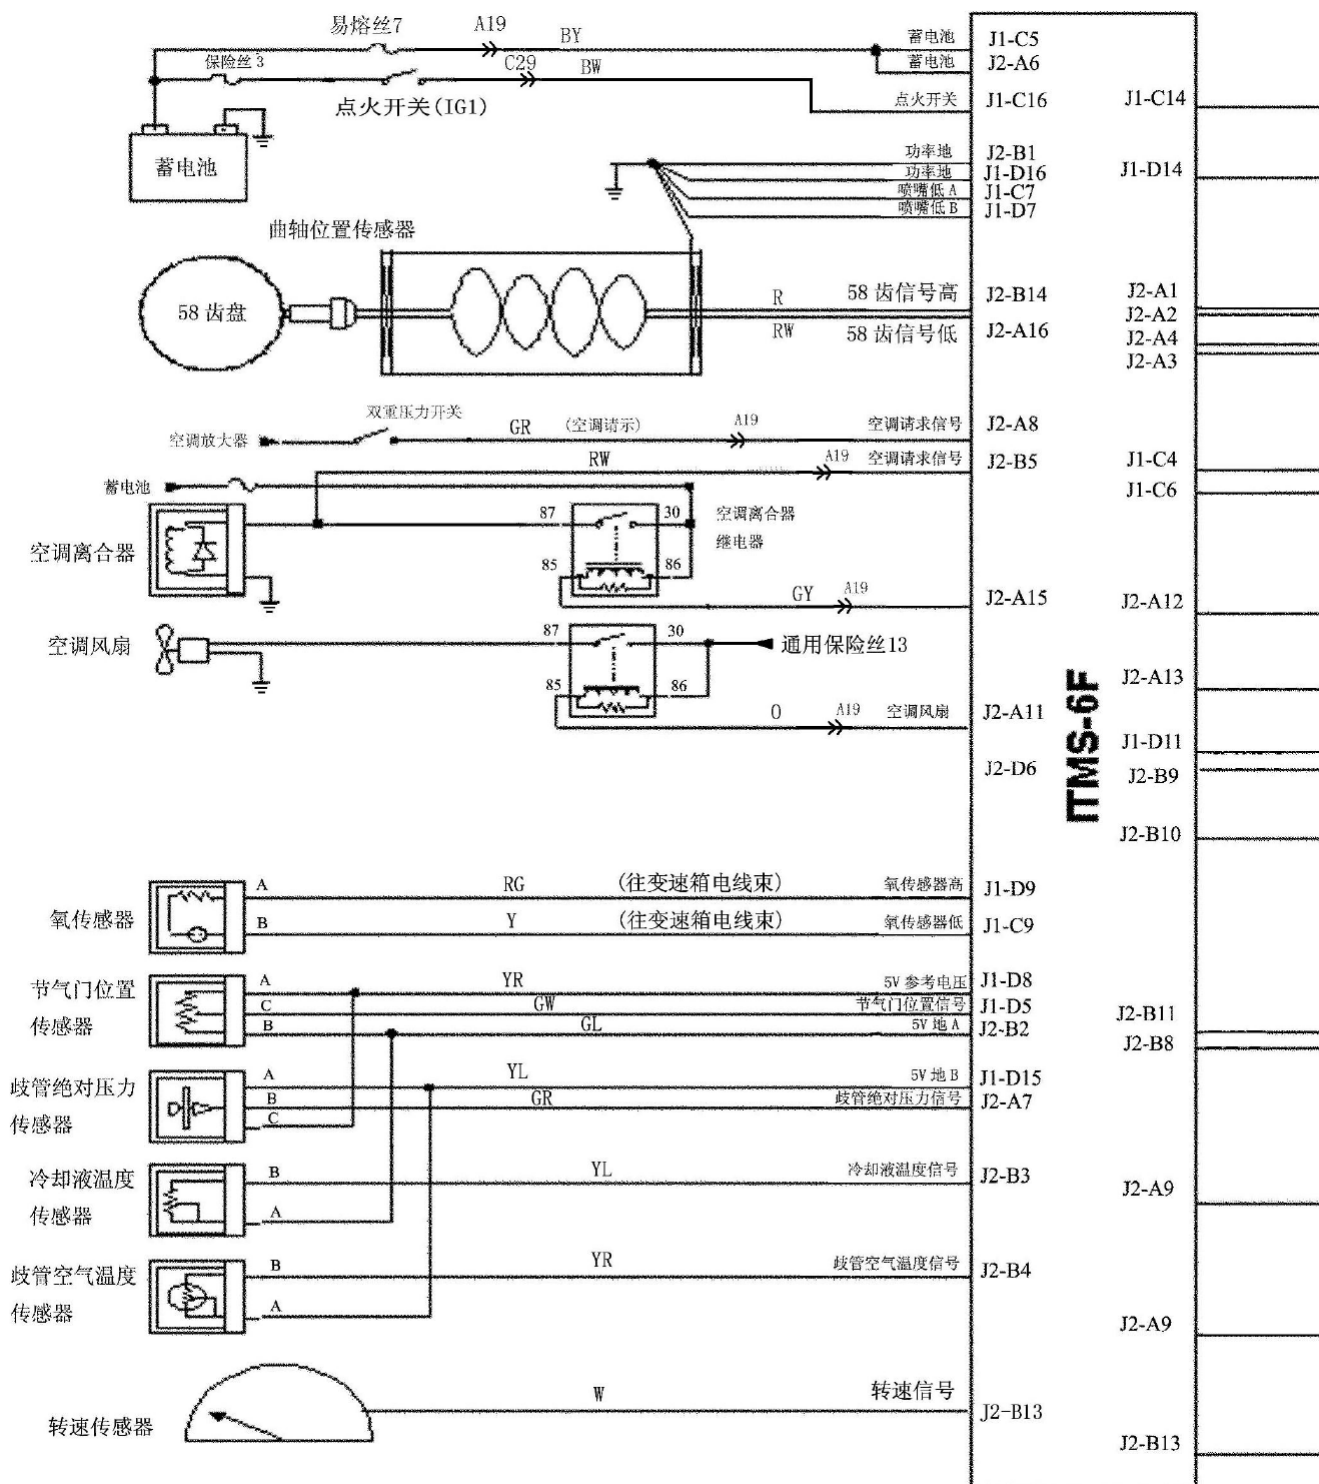 易熔丝7 A19 BY 蓄电池 J1-C5
保险丝 3 C29 BW 蓄电池 J2-A6
点火开关(IG1) 点火开关 J1-C16 J1-C14
蓄电池
功率地 J2-B1
功率地 J1-D16 J1-D14
喷嘴低 A J1-C7
喷嘴低 B J1-D7
曲轴位置传感器
58 齿盘 R 58 齿信号高 J2-B14 J2-A1
J2-A2
RW 58 齿信号低 J2-A16 J2-A4
J2-A3
双重压力开关
空调放大器 GR (空调请示) A19 空调请求信号 J2-A8
RW A19 空调请求信号 J2-B5 J1-C4
蓄电池 J1-C6
87 30 空调离合器
继电器
空调离合器 85 86
GY A19 J2-A15 J2-A12
空调风扇 87 30 通用保险丝13
85 86 J2-A13
O A19 空调风扇 J2-A11
ITMS-6F
J1-D11
J2-D6 J2-B9
J2-B10
氧传感器
A RG (往变速箱电线束) 氧传感器高 J1-D9
B Y (往变速箱电线束) 氧传感器低 J1-C9
节气门位置
传感器
A YR 5V 参考电压 J1-D8
C GW 节气门位置信号 J1-D5 J2-B11
B GL 5V 地 A J2-B2 J2-B8
歧管绝对压力
传感器
A YL 5V 地 B J1-D15
B GR 歧管绝对压力信号 J2-A7
C
冷却液温度
传感器
B YL 冷却液温度信号 J2-B3 J2-A9
A
歧管空气温度
传感器
B YR 歧管空气温度信号 J2-B4
A J2-A9
转速传感器 W 转速信号 J2-B13
J2-B13